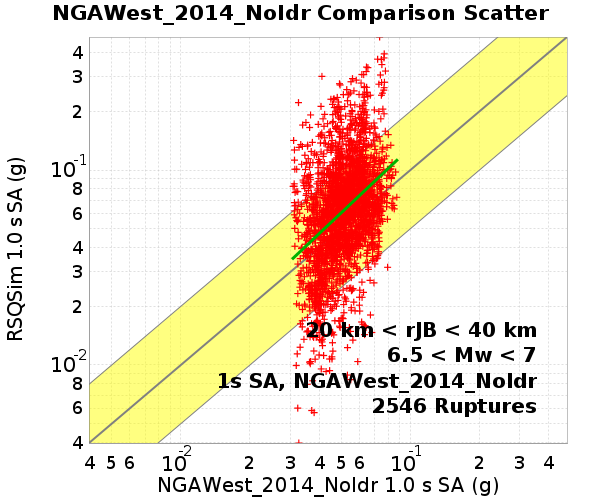 NGAWest_2014_NoIdr Comparison Scatter
RSQSim 1.0 s SA (g)
4
3
2
10⁻¹
8
6
4
3
2
10⁻²
8
6
4
20 km < rJB < 40 km
6.5 < Mw < 7
1s SA, NGAWest_2014_NoIdr
2546 Ruptures
4 5 6 10⁻² 2 3 4 5 6 10⁻¹ 2 3 4
NGAWest_2014_NoIdr 1.0 s SA (g)